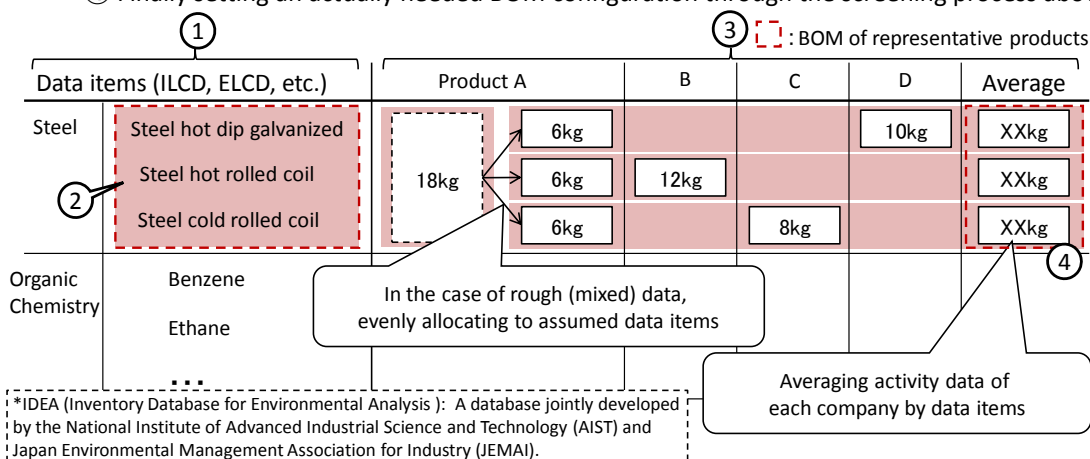 Finally setting an actually needed BOM configuration through the screening process abo
① ③ : BOM of representative products
Data items (ILCD, ELCD, etc.) Product A B C D Average
Steel Steel hot dip galvanized 6kg 10kg XXkg
② Steel hot rolled coil 18kg 6kg 12kg XXkg
Steel cold rolled coil 6kg 8kg XXkg
④
Organic
Chemistry
Benzene
Ethane
...
In the case of rough (mixed) data,
evenly allocating to assumed data items
Averaging activity data of
each company by data items
*IDEA (Inventory Database for Environmental Analysis ): A database jointly developed
by the National Institute of Advanced Industrial Science and Technology (AIST) and
Japan Environmental Management Association for Industry (JEMAI).